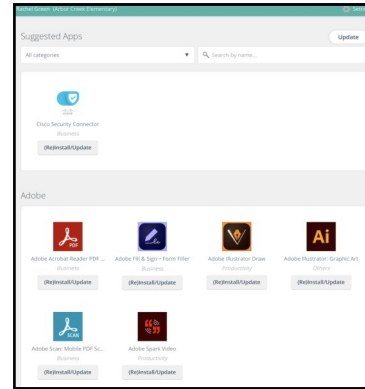 Rachel Green (Arbor Creek Elementary)
Suggested Apps
Update
All categories
Search by name...
Cisco Security Connector
Business
(Re)Install/Update
Adobe
Adobe Acrobat Reader PDF ...
Business
(Re)Install/Update
Adobe Fill & Sign—Form Filler
Business
(Re)Install/Update
Adobe Illustrator Draw
Productivity
(Re)Install/Update
Ai
Adobe Illustrator: Graphic Art
Others
(Re)Install/Update
SCAN
Adobe Scan: Mobile PDF Sc...
Business
(Re)Install/Update
Adobe Spark Video
Productivity
(Re)Install/Update